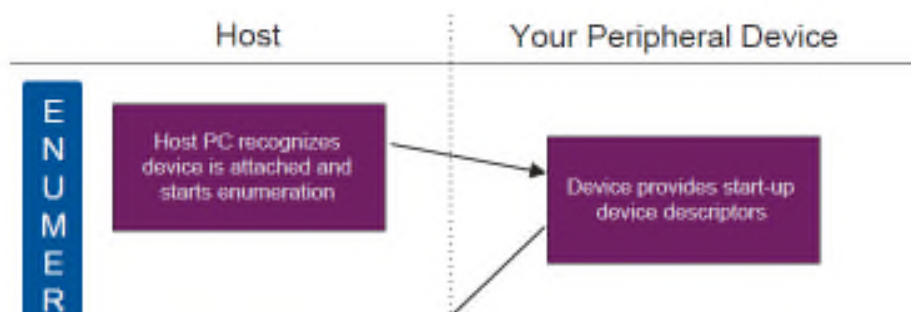 Host
Your Peripheral Device
E
N
U
M
E
R
Host PC recognizes
device is attached and
starts enumeration
Device provides start-up
device descriptors